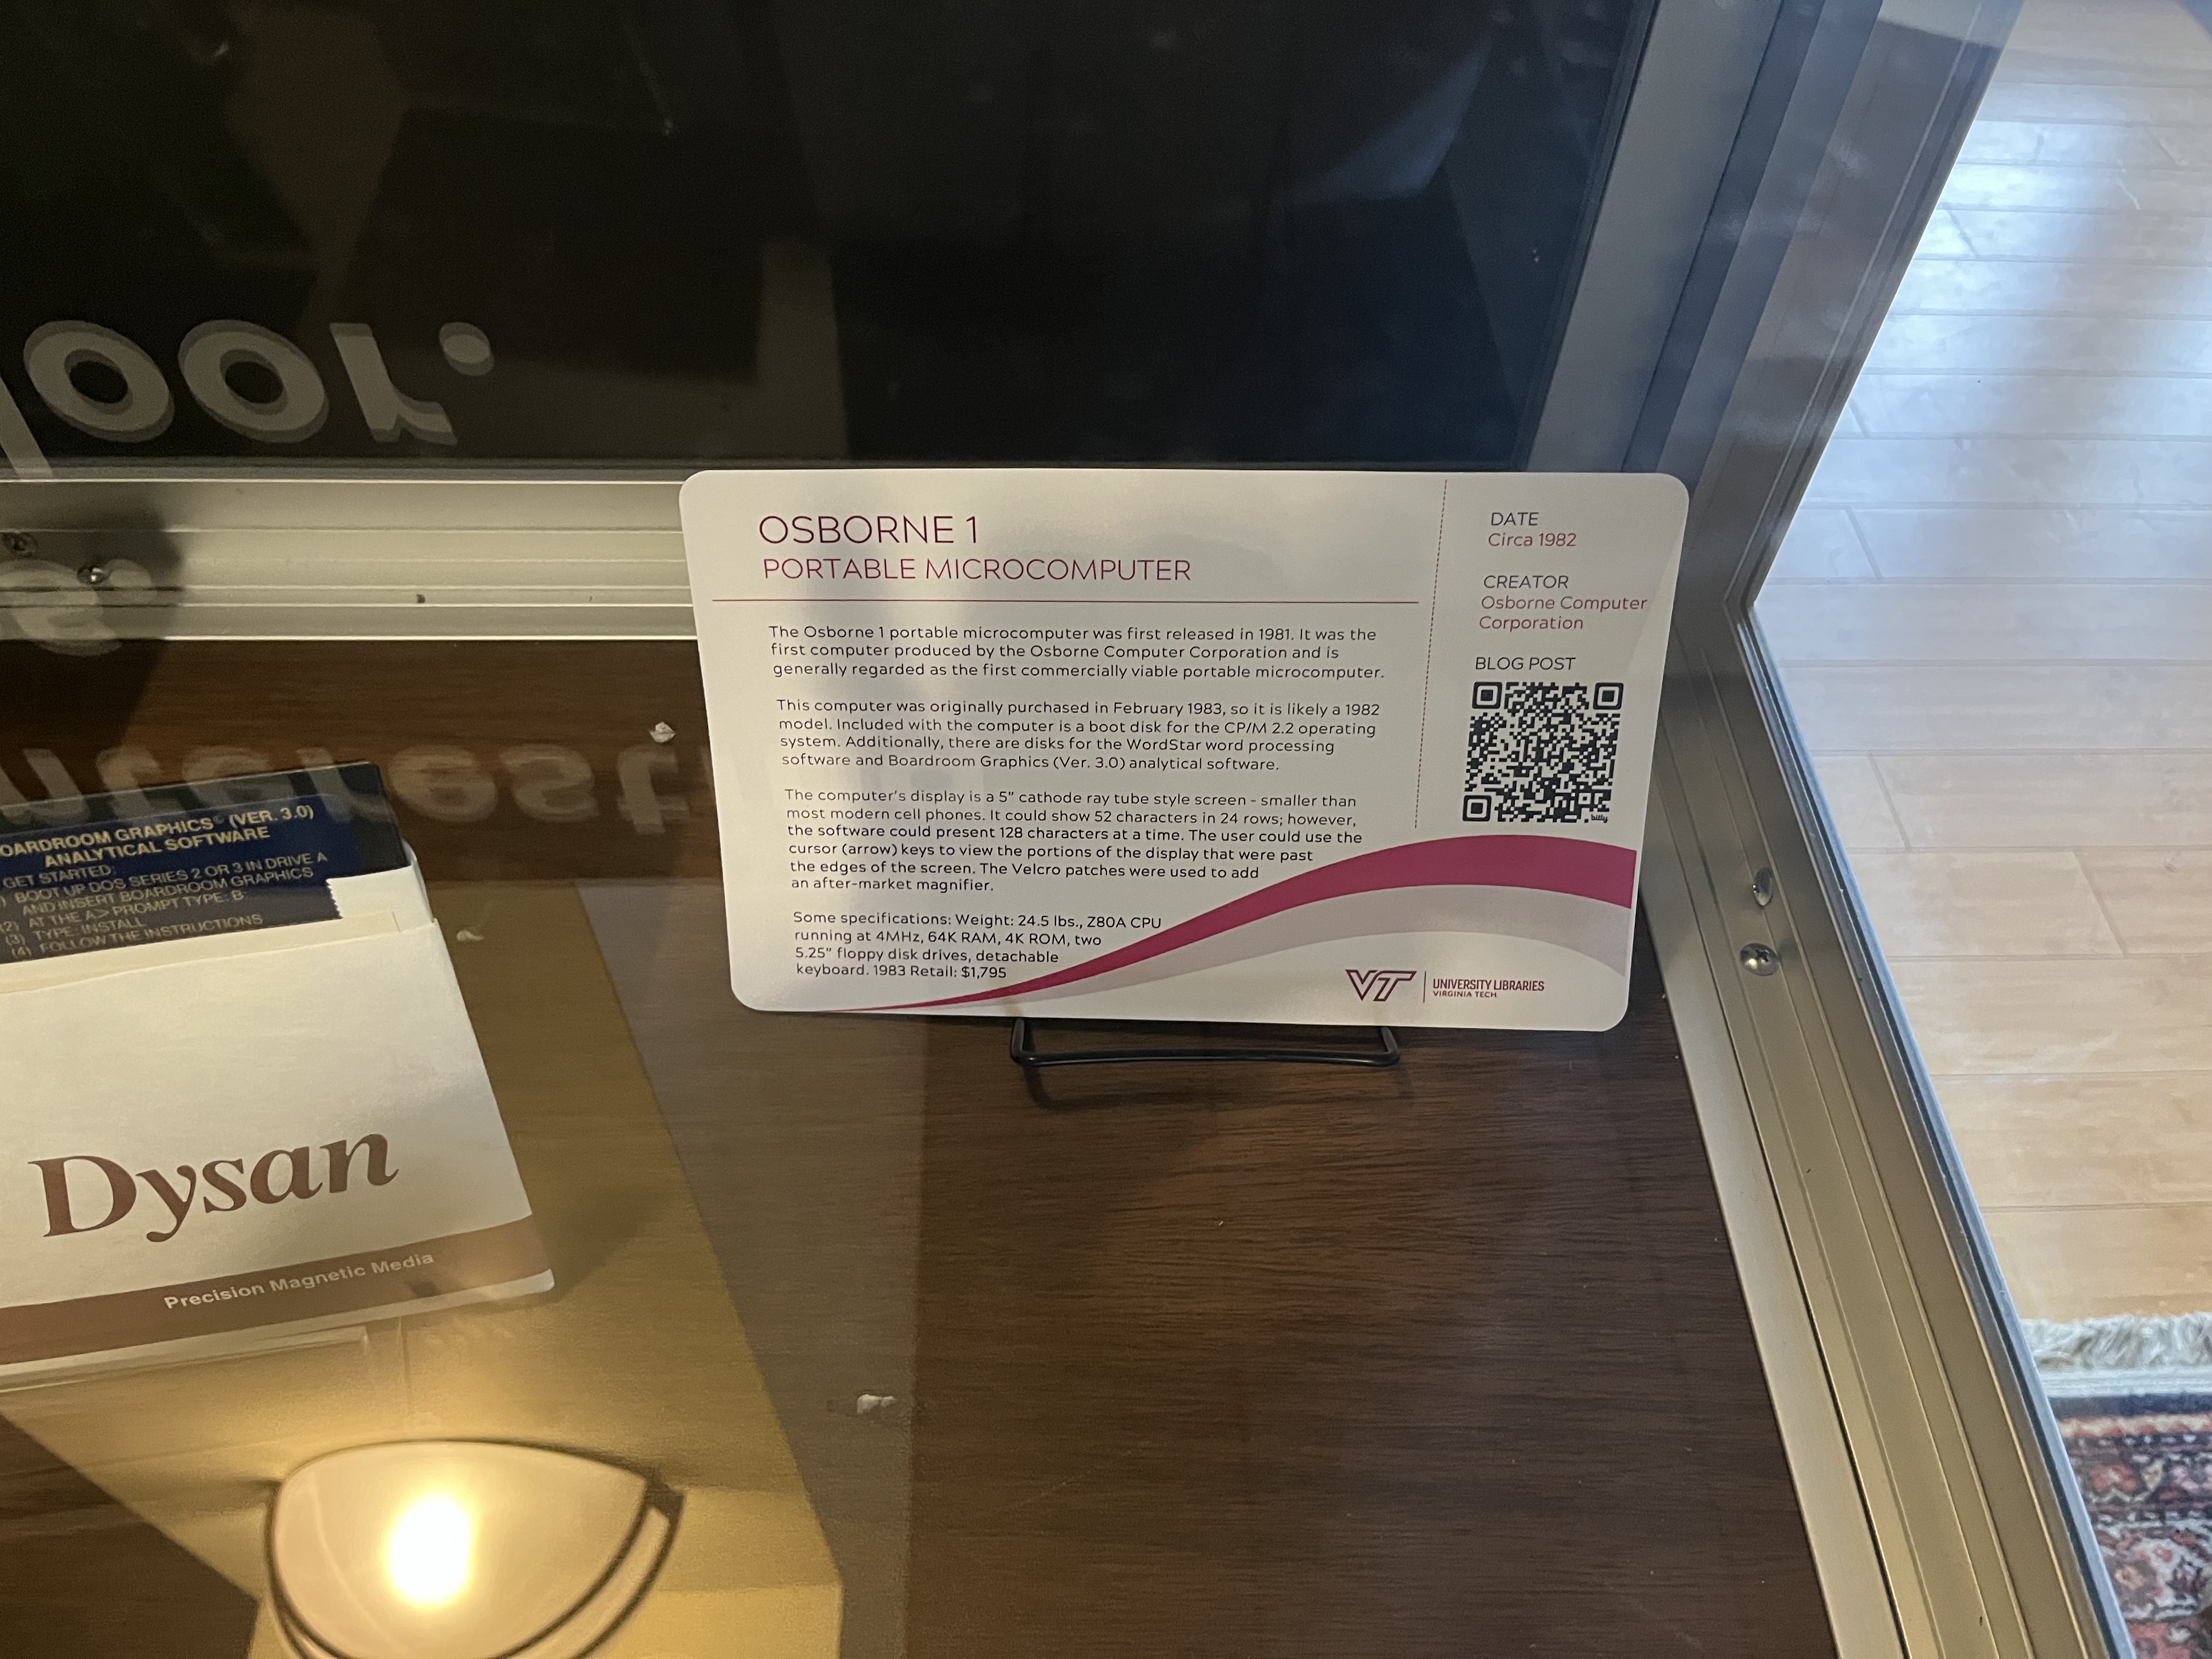 oor.
s.
nterest
OSBORNE 1
PORTABLE MICROCOMPUTER
The Osborne 1 portable microcomputer was first released in 1981. It was the
first computer produced by the Osborne Computer Corporation and is
generally regarded as the first commercially viable portable microcomputer.
This computer was originally purchased in February 1983, so it is likely a 1982
model. Included with the computer is a boot disk for the CP/M 2.2 operating
system. Additionally, there are disks for the WordStar word processing
software and Boardroom Graphics (Ver. 3.0) analytical software.
The computer's display is a 5" cathode ray tube style screen - smaller than
most modern cell phones. It could show 52 characters in 24 rows; however,
the software could present 128 characters at a time. The user could use the
cursor (arrow) keys to view the portions of the display that were past
the edges of the screen. The Velcro patches were used to add
an after-market magnifier.
Some specifications: Weight: 24.5 lbs., Z80A CPU
running at 4MHz, 64K RAM, 4K ROM, two
5.25" floppy disk drives, detachable
keyboard. 1983 Retail: $1,795
DATE
Circa 1982
CREATOR
Osborne Computer
Corporation
BLOG POST
bitly
VT UNIVERSITY LIBRARIES
VIRGINIA TECH.
OARDROOM GRAPHICS© (VER. 3.0)
ANALYTICAL SOFTWARE
GET STARTED:
) BOOT UP DOS SERIES 2 OR 3 IN DRIVE A
AND INSERT BOARDROOM GRAPHICS
(2) AT THE A> PROMPT TYPE: B:
(3) TYPE: INSTALL
(4) FOLLOW THE INSTRUCTIONS
Dysan
Precision Magnetic Media